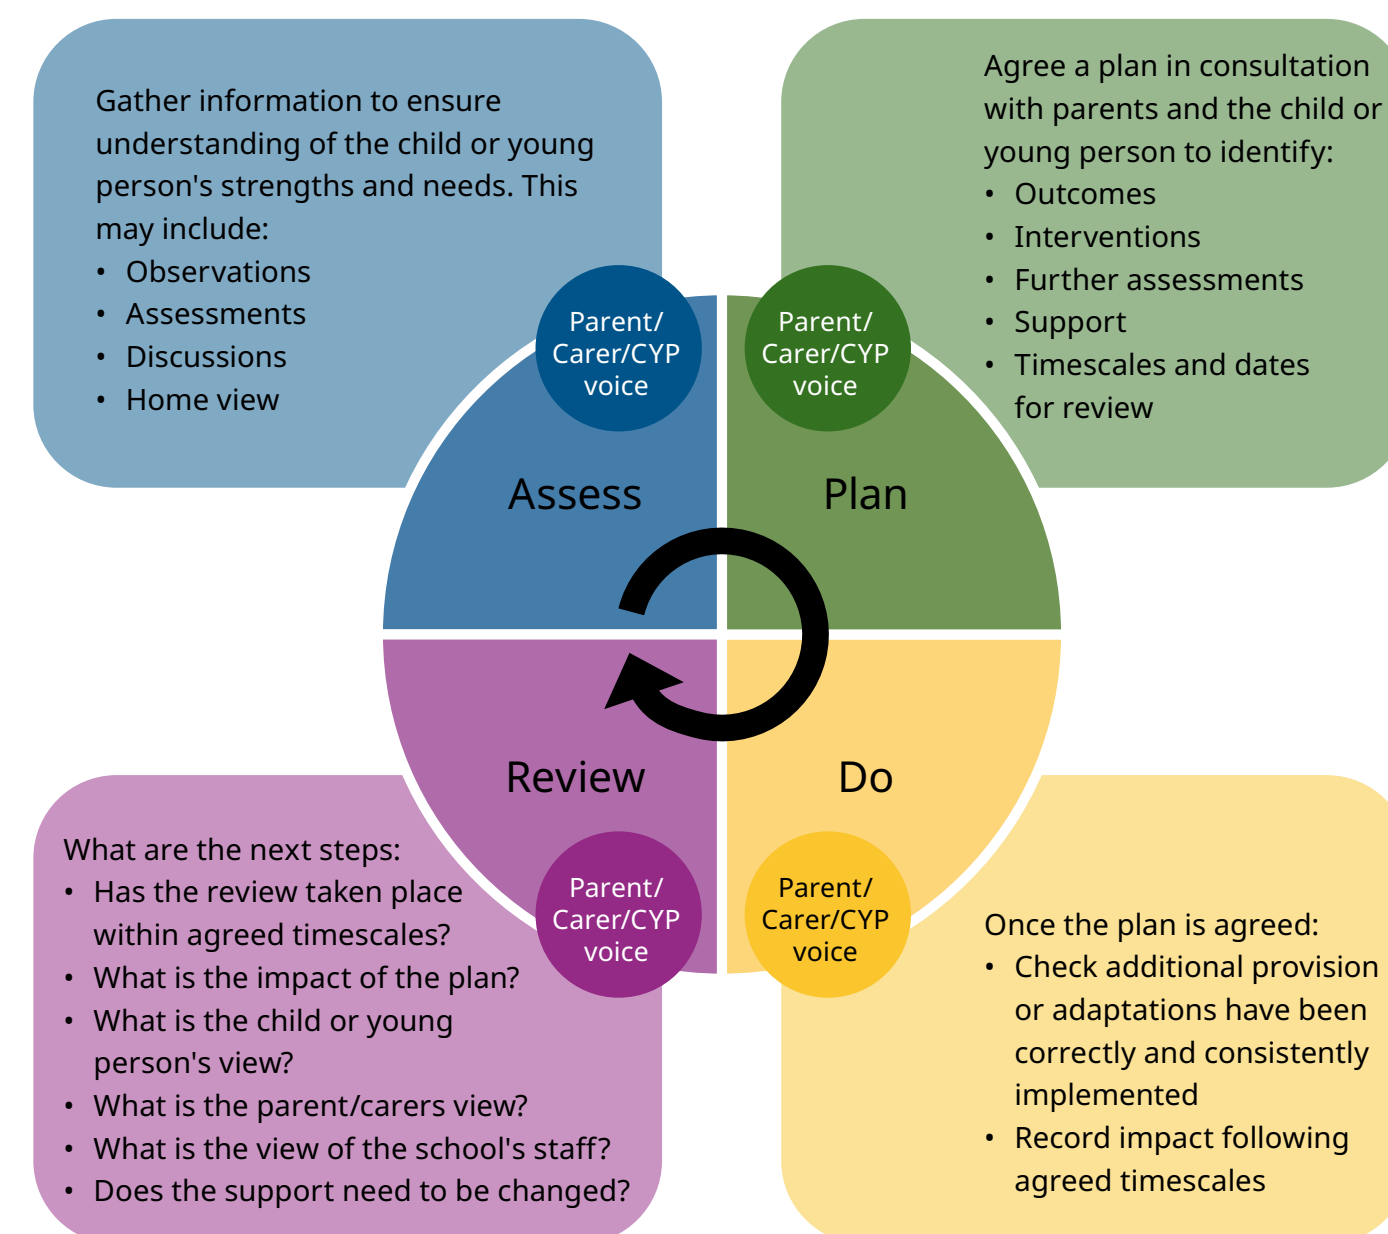 Gather information to ensure
understanding of the child or young
person's strengths and needs. This
may include:
• Observations
• Assessments
• Discussions
• Home view
Agree a plan in consultation
with parents and the child or
young person to identify:
• Outcomes
• Interventions
• Further assessments
• Support
• Timescales and dates
for review
Parent/
Carer/CYP
voice
Parent/
Carer/CYP
voice
Assess
Plan
Review
Do
Parent/
Carer/CYP
voice
Parent/
Carer/CYP
voice
What are the next steps:
• Has the review taken place
within agreed timescales?
• What is the impact of the plan?
• What is the child or young
person's view?
• What is the parent/carers view?
• What is the view of the school's staff?
• Does the support need to be changed?
Once the plan is agreed:
• Check additional provision
or adaptations have been
correctly and consistently
implemented
• Record impact following
agreed timescales